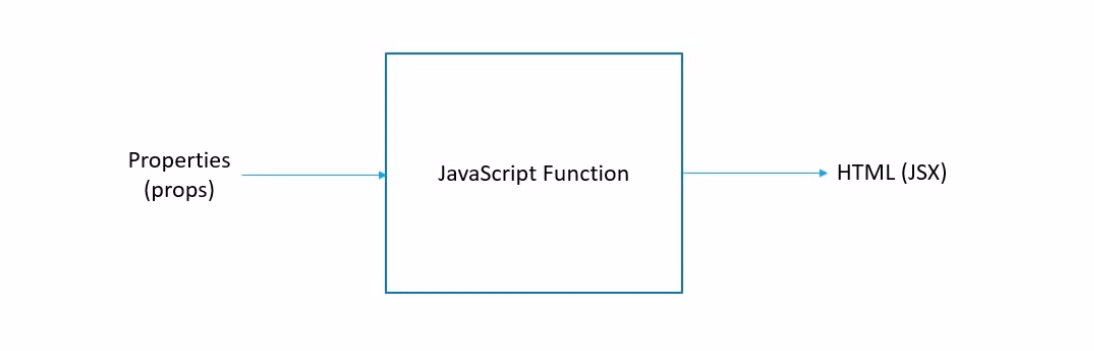 Properties
(props)
JavaScript Function
HTML (JSX)